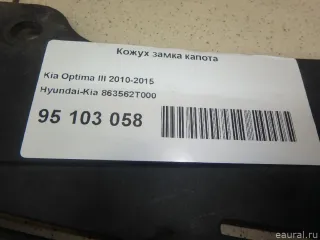 Кожух замка капота
Kia Optima III 2010-2015
Hyundai-Kia 863562T000
95 103 058
eaural.ru